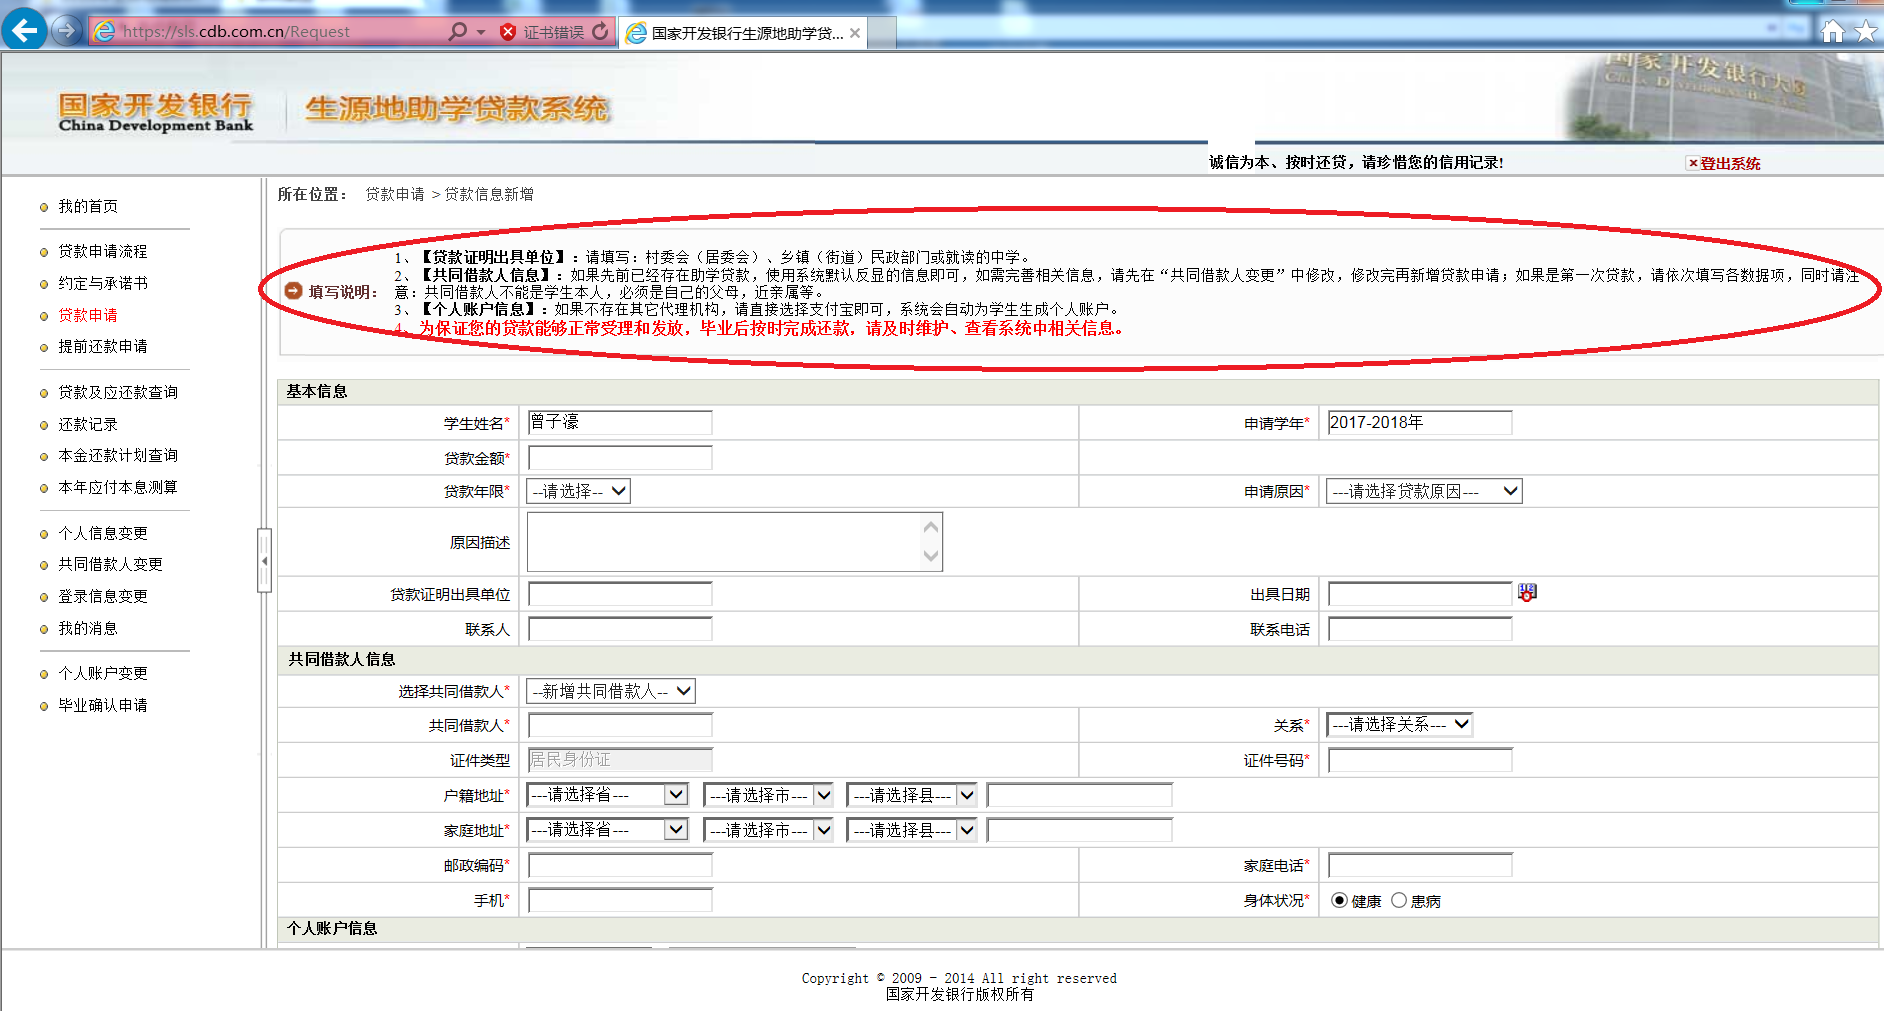 https://sls.cdb.com.cn/Request
证书错误
国家开发银行生源地助学贷...
国家开发银行
China Development Bank
生源地助学贷款系统
国家开发银行大厦
诚信为本、按时还贷，请珍惜您的信用记录!
登出系统
我的首页
贷款申请流程
约定与承诺书
贷款申请
提前还款申请
贷款及应还款查询
还款记录
本金还款计划查询
本年应付本息测算
个人信息变更
共同借款人变更
登录信息变更
我的消息
个人账户变更
毕业确认申请
所在位置： 贷款申请 > 贷款信息新增
填写说明：
1、【贷款证明出具单位】：请填写：村委会（居委会）、乡镇（街道）民政部门或就读的中学。
2、【共同借款人信息】：如果先前已经存在助学贷款，使用系统默认反显的信息即可，如需完善相关信息，请先在“共同借款人变更”中修改，修改完再新增贷款申请；如果是第一次贷款，请依次填写各数据项，同时请注
意：共同借款人不能是学生本人，必须是自己的父母，近亲属等。
3、【个人账户信息】：如果不存在其它代理机构，请直接选择支付宝即可，系统会自动为学生生成个人账户。
4、为保证您的贷款能够正常受理和发放，毕业后按时完成还款，请及时维护、查看系统中相关信息。
基本信息
学生姓名* 曾子濠 申请学年* 2017-2018年
贷款金额*
贷款年限* --请选择-- 申请原因* ---请选择贷款原因---
原因描述
贷款证明出具单位 出具日期
联系人 联系电话
共同借款人信息
选择共同借款人* --新增共同借款人--
共同借款人* 关系* ---请选择关系---
证件类型 居民身份证 证件号码*
户籍地址* ---请选择省--- ---请选择市--- ---请选择县---
家庭地址* ---请选择省--- ---请选择市--- ---请选择县---
邮政编码* 家庭电话*
手机* 身体状况* 健康 患病
个人账户信息
Copyright © 2009 - 2014 All right reserved
国家开发银行版权所有